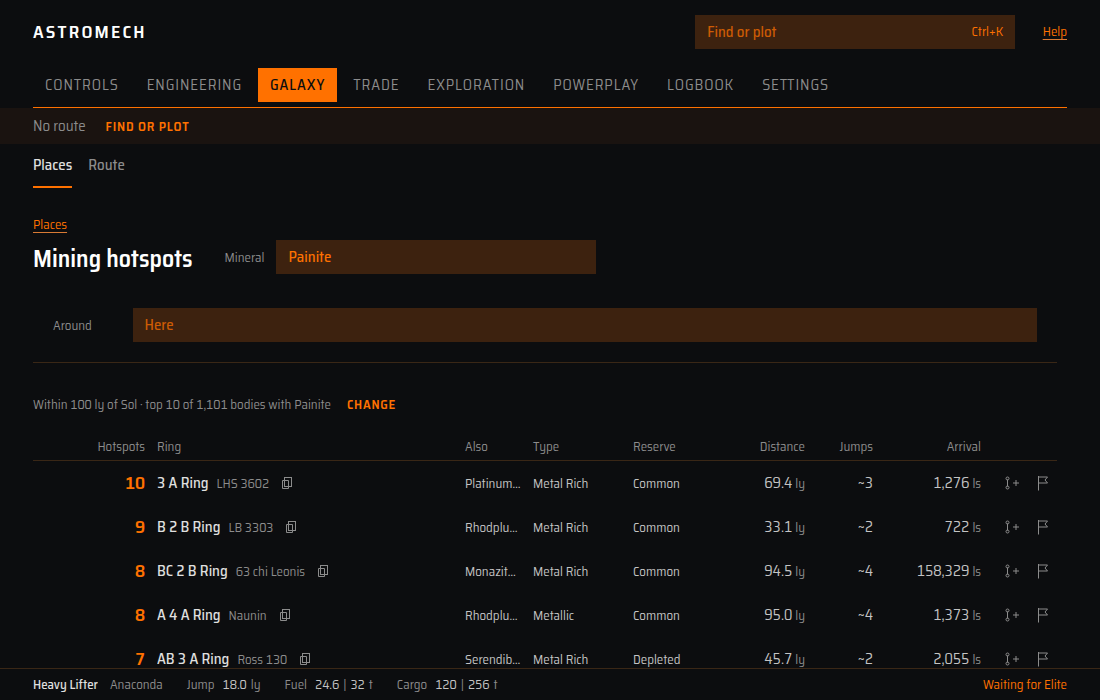 ASTROMECH
Find or plot Ctrl+K Help
CONTROLS ENGINEERING GALAXY TRADE EXPLORATION POWERPLAY LOGBOOK SETTINGS
No route FIND OR PLOT
Places Route
Places
Mining hotspots Mineral Painite
Around Here
Within 100 ly of Sol · top 10 of 1,101 bodies with Painite CHANGE
Hotspots Ring Also Type Reserve Distance Jumps Arrival
10 3 A Ring LHS 3602 Platinum... Metal Rich Common 69.4 ly ~3 1,276 ls
9 B 2 B Ring LB 3303 Rhodplu... Metal Rich Common 33.1 ly ~2 722 ls
8 BC 2 B Ring 63 chi Leonis Monazit... Metal Rich Common 94.5 ly ~4 158,329 ls
8 A 4 A Ring Naunin Rhodplu... Metallic Common 95.0 ly ~4 1,373 ls
7 AB 3 A Ring Ross 130 Serendib... Metal Rich Depleted 45.7 ly ~2 2,055 ls
Heavy Lifter Anaconda Jump 18.0 ly Fuel 24.6 | 32 t Cargo 120 | 256 t Waiting for Elite